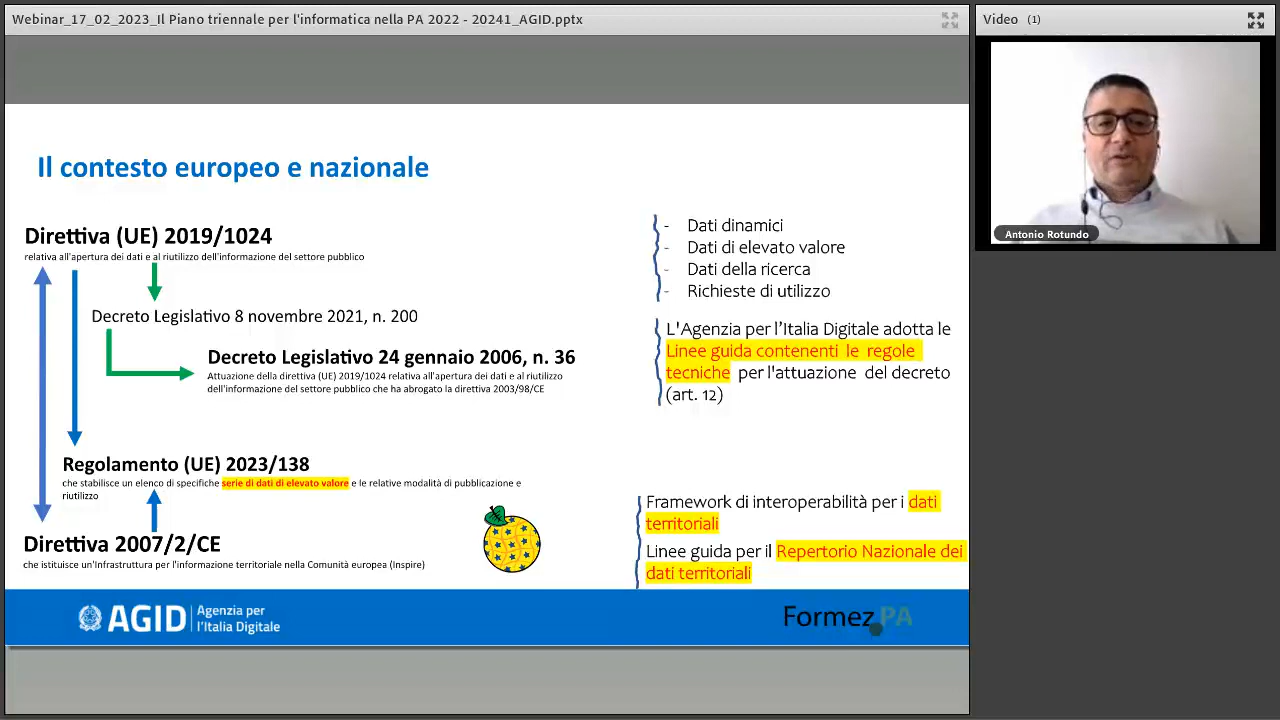 Webinar_17_02_2023_Il Piano triennale per l'informatica nella PA 2022 - 20241_AGID.pptx
Video (1)
Antonio Rotundo
Il contesto europeo e nazionale
Direttiva (UE) 2019/1024
relativa all'apertura dei dati e al riutilizzo dell'informazione del settore pubblico
Decreto Legislativo 8 novembre 2021, n. 200
Decreto Legislativo 24 gennaio 2006, n. 36
Attuazione della direttiva (UE) 2019/1024 relativa all'apertura dei dati e al riutilizzo
dell'informazione del settore pubblico che ha abrogato la direttiva 2003/98/CE
Regolamento (UE) 2023/138
che stabilisce un elenco di specifiche serie di dati di elevato valore e le relative modalità di pubblicazione e
riutilizzo
Direttiva 2007/2/CE
che istituisce un'Infrastruttura per l'informazione territoriale nella Comunità europea (Inspire)
- Dati dinamici
- Dati di elevato valore
- Dati della ricerca
- Richieste di utilizzo
L'Agenzia per l'Italia Digitale adotta le
Linee guida contenenti le regole
tecniche per l'attuazione del decreto
(art. 12)
Framework di interoperabilità per i dati
territoriali
Linee guida per il Repertorio Nazionale dei
dati territoriali
AGID
Agenzia per
l'Italia Digitale
Formez PA